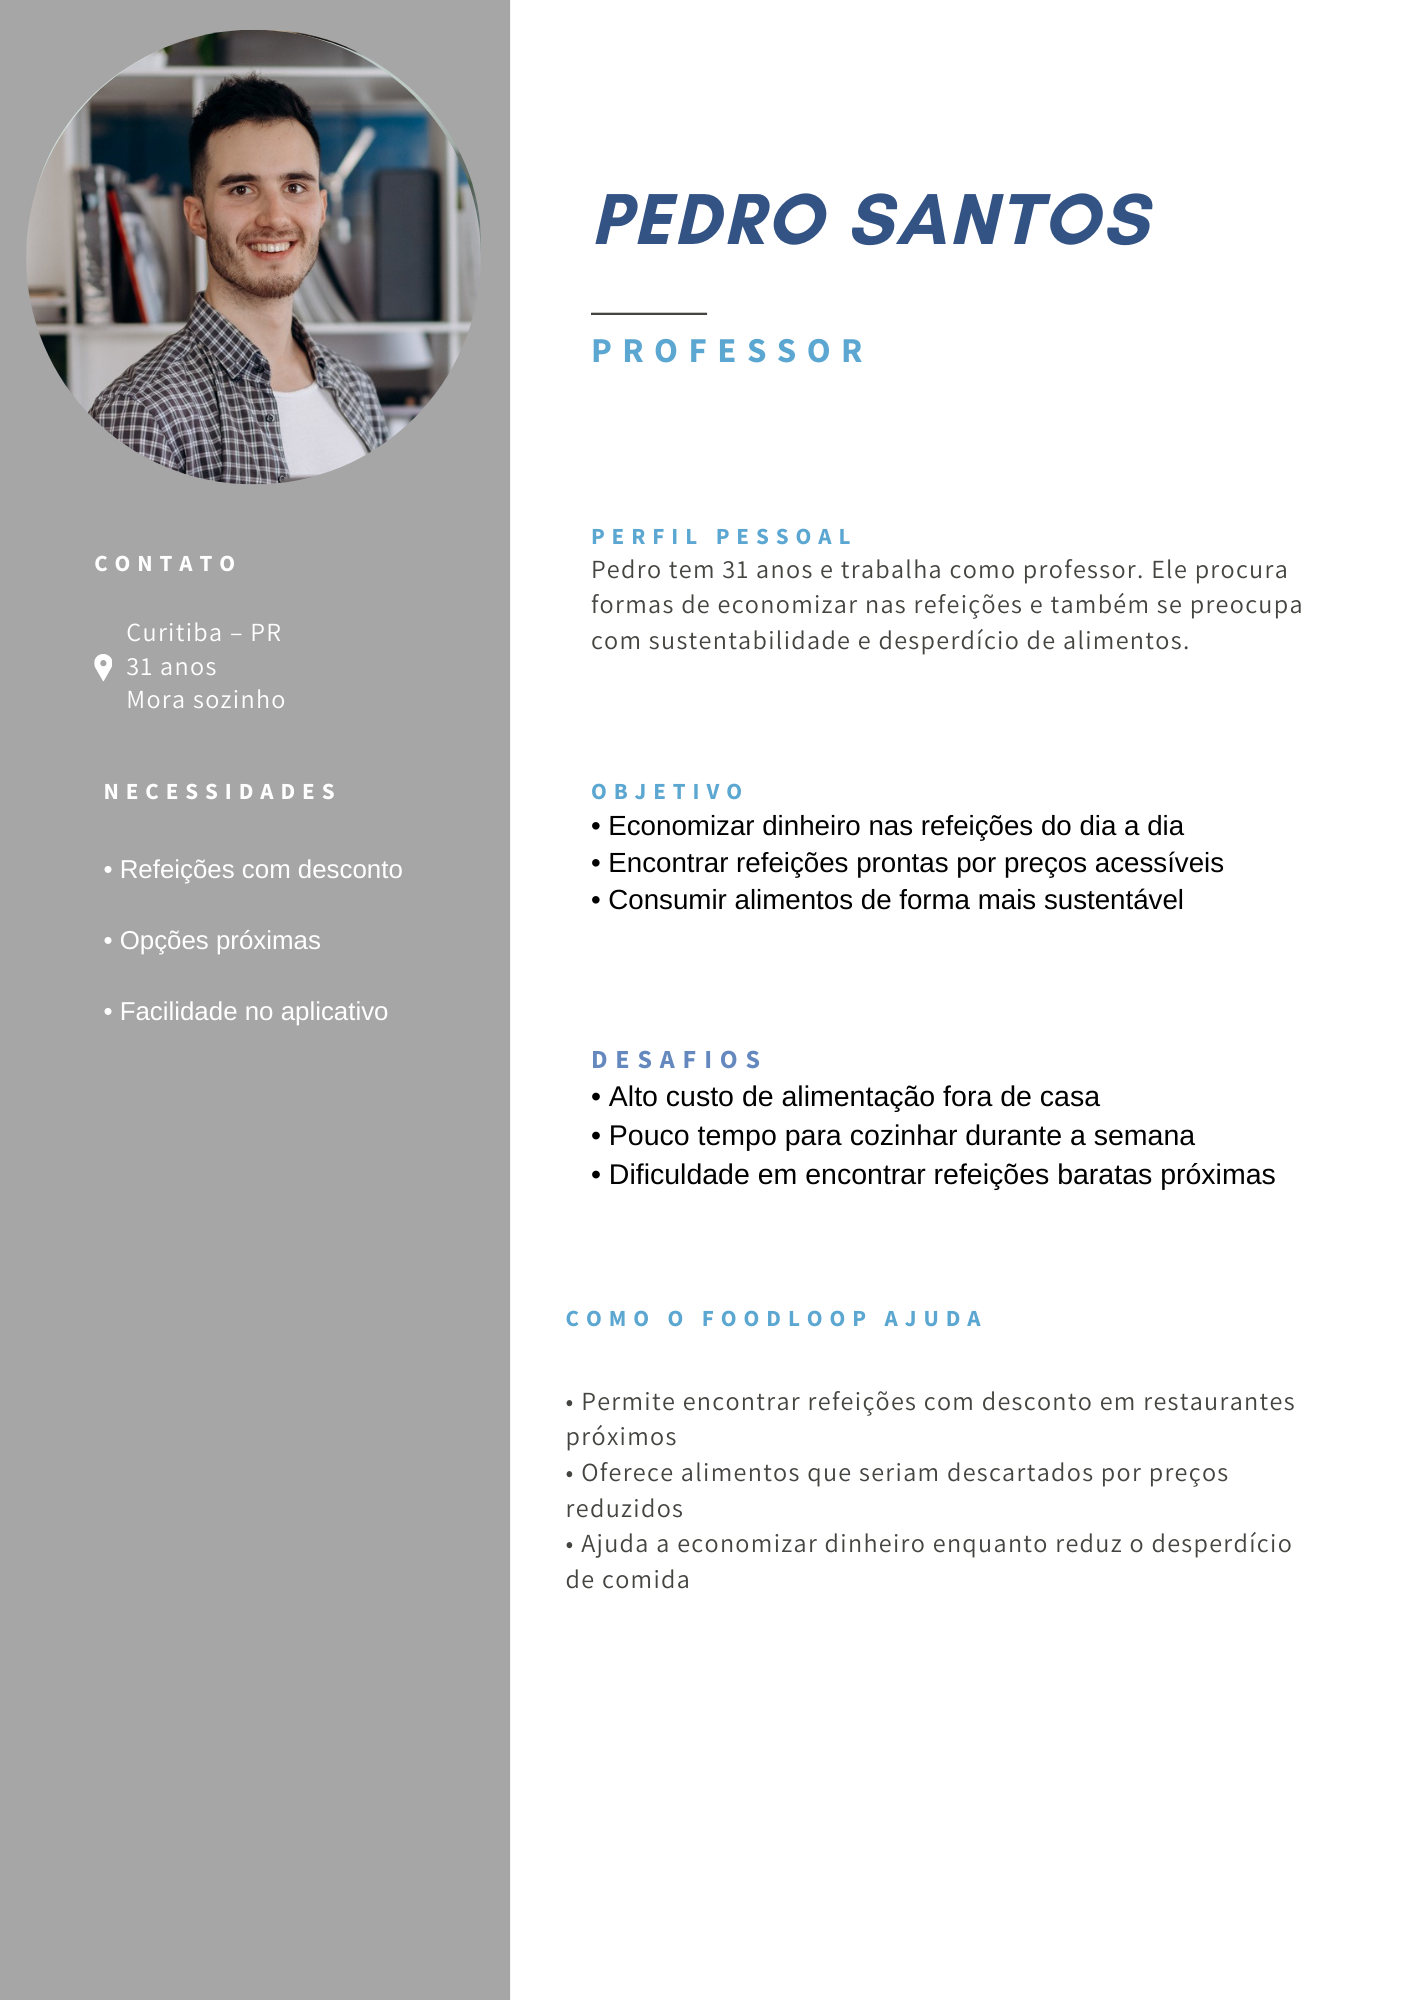 PEDRO SANTOS
PROFESSOR
CONTATO
Curitiba – PR
31 anos
Mora sozinho
NECESSIDADES
• Refeições com desconto
• Opções próximas
• Facilidade no aplicativo
PERFIL PESSOAL
Pedro tem 31 anos e trabalha como professor. Ele procura
formas de economizar nas refeições e também se preocupa
com sustentabilidade e desperdício de alimentos.
OBJETIVO
• Economizar dinheiro nas refeições do dia a dia
• Encontrar refeições prontas por preços acessíveis
• Consumir alimentos de forma mais sustentável
DESAFIOS
• Alto custo de alimentação fora de casa
• Pouco tempo para cozinhar durante a semana
• Dificuldade em encontrar refeições baratas próximas
COMO O FOODLOOP AJUDA
• Permite encontrar refeições com desconto em restaurantes
próximos
• Oferece alimentos que seriam descartados por preços
reduzidos
• Ajuda a economizar dinheiro enquanto reduz o desperdício
de comida